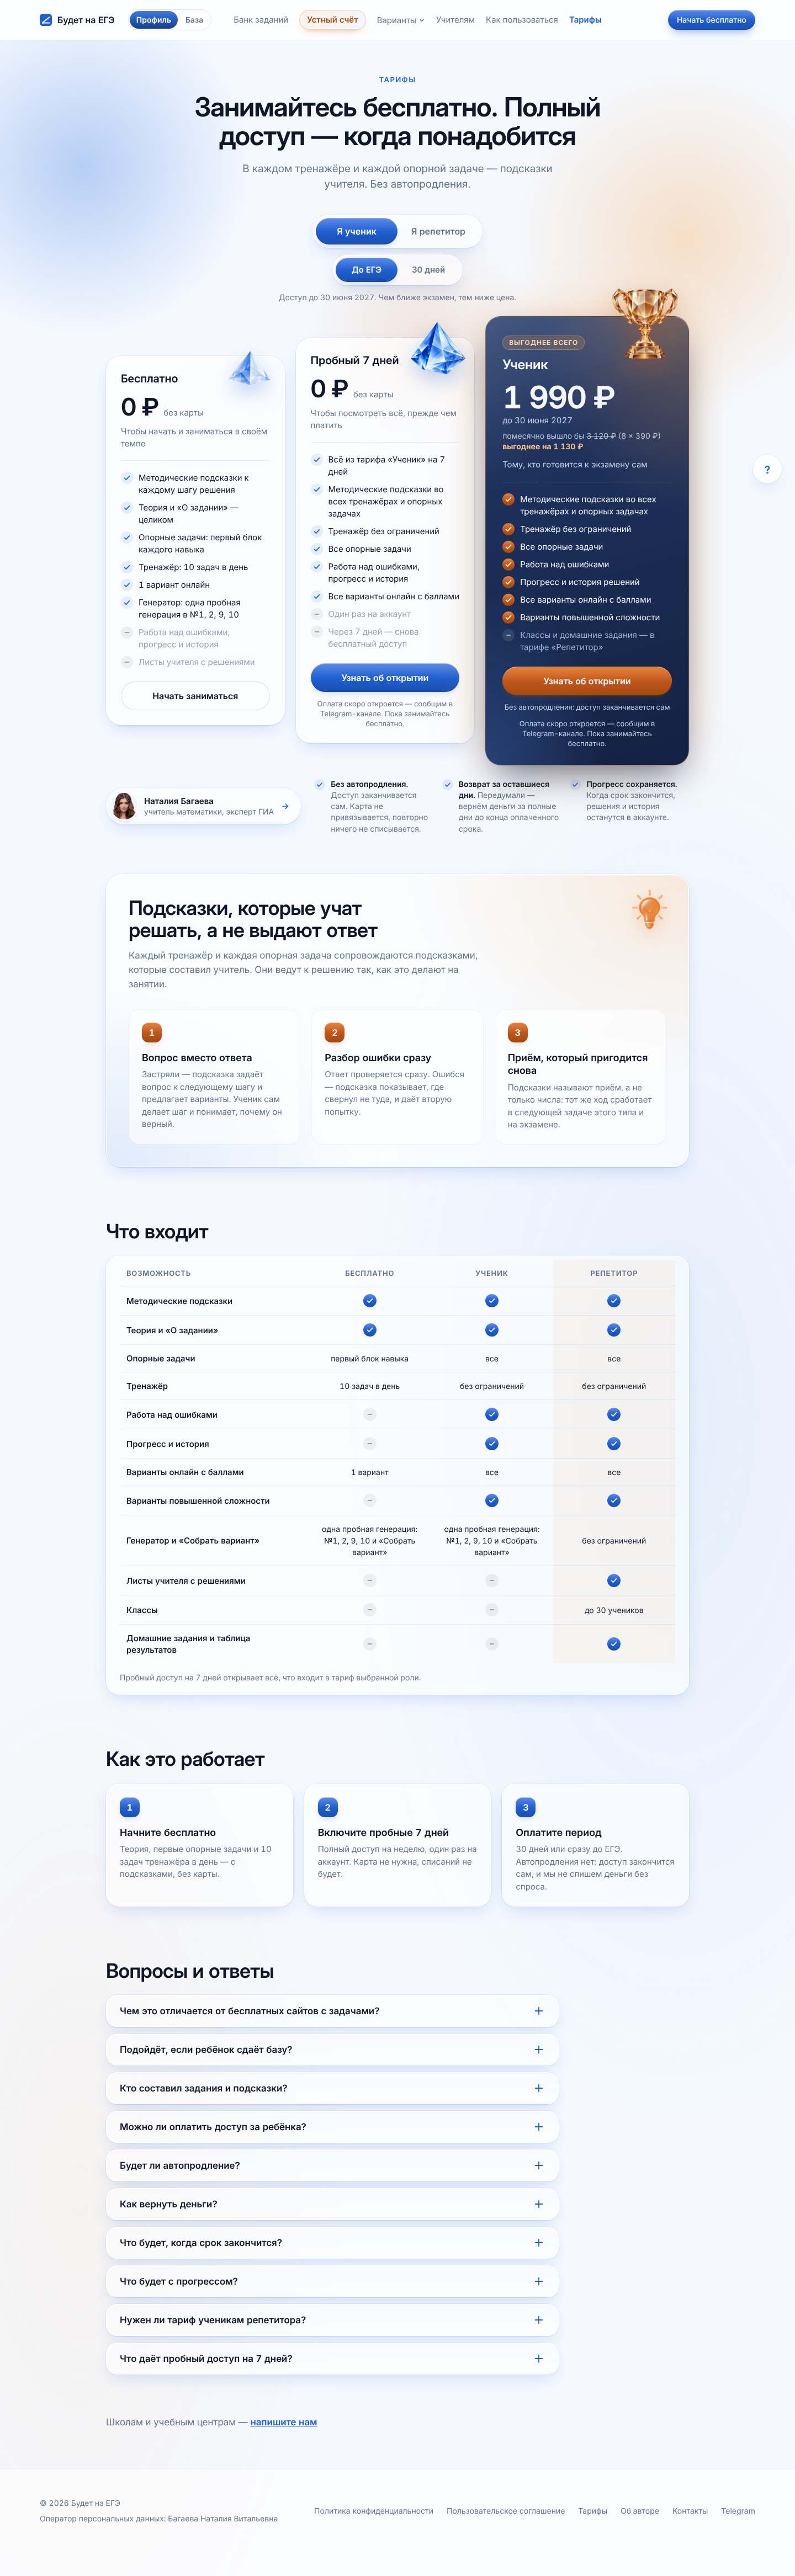 Будет на ЕГЭ
Профиль
База
Банк заданий
Устный счёт
Варианты
Учителям
Как пользоваться
Тарифы
Начать бесплатно
ТАРИФЫ
Занимайтесь бесплатно. Полный
доступ — когда понадобится
В каждом тренажёре и каждой опорной задаче — подсказки
учителя. Без автопродления.
Я ученик
Я репетитор
До ЕГЭ
30 дней
Доступ до 30 июня 2027. Чем ближе экзамен, тем ниже цена.
Бесплатно
0 ₽ без карты
Чтобы начать и заниматься в своём
темпе
Методические подсказки к
каждому шагу решения
Теория и «О задании» —
целиком
Опорные задачи: первый блок
каждого навыка
Тренажёр: 10 задач в день
1 вариант онлайн
Генератор: одна пробная
генерация в №1, 2, 9, 10
Работа над ошибками,
прогресс и история
Листы учителя с решениями
Начать заниматься
Пробный 7 дней
0 ₽ без карты
Чтобы посмотреть всё, прежде чем
платить
Всё из тарифа «Ученик» на 7
дней
Методические подсказки во
всех тренажёрах и опорных
задачах
Тренажёр без ограничений
Все опорные задачи
Работа над ошибками,
прогресс и история
Все варианты онлайн с баллами
Один раз на аккаунт
Через 7 дней — снова
бесплатный доступ
Узнать об открытии
Оплата скоро откроется — сообщим в
Telegram-канале. Пока занимайтесь
бесплатно.
ВЫГОДНЕЕ ВСЕГО
Ученик
1 990 ₽
до 30 июня 2027
помесячно вышло бы 3 120 ₽ (8 × 390 ₽)
выгоднее на 1 130 ₽
Тому, кто готовится к экзамену сам
Методические подсказки во всех
тренажёрах и опорных задачах
Тренажёр без ограничений
Все опорные задачи
Работа над ошибками
Прогресс и история решений
Все варианты онлайн с баллами
Варианты повышенной сложности
Классы и домашние задания — в
тарифе «Репетитор»
Узнать об открытии
Без автопродления: доступ заканчивается сам
Оплата скоро откроется — сообщим в
Telegram-канале. Пока занимайтесь
бесплатно.
?
Наталия Багаева
учитель математики, эксперт ГИА
Без автопродления.
Доступ заканчивается
сам. Карта не
привязывается, повторно
ничего не списывается.
Возврат за оставшиеся
дни. Передумали —
вернём деньги за полные
дни до конца оплаченного
срока.
Прогресс сохраняется.
Когда срок закончится,
решения и история
останутся в аккаунте.
Подсказки, которые учат
решать, а не выдают ответ
Каждый тренажёр и каждая опорная задача сопровождаются подсказками,
которые составил учитель. Они ведут к решению так, как это делают на
занятии.
1
Вопрос вместо ответа
Застряли — подсказка задаёт
вопрос к следующему шагу и
предлагает варианты. Ученик сам
делает шаг и понимает, почему он
верный.
2
Разбор ошибки сразу
Ответ проверяется сразу. Ошибся
— подсказка показывает, где
свернул не туда, и даёт вторую
попытку.
3
Приём, который пригодится
снова
Подсказки называют приём, а не
только числа: тот же ход сработает
в следующей задаче этого типа и
на экзамене.
Что входит
ВОЗМОЖНОСТЬ БЕСПЛАТНО УЧЕНИК РЕПЕТИТОР
Методические подсказки
Теория и «О задании»
Опорные задачи первый блок навыка все все
Тренажёр 10 задач в день без ограничений без ограничений
Работа над ошибками
Прогресс и история
Варианты онлайн с баллами 1 вариант все все
Варианты повышенной сложности
Генератор и «Собрать вариант»
одна пробная генерация:
№1, 2, 9, 10 и «Собрать
вариант»
одна пробная генерация:
№1, 2, 9, 10 и «Собрать
вариант»
без ограничений
Листы учителя с решениями
Классы до 30 учеников
Домашние задания и таблица
результатов
Пробный доступ на 7 дней открывает всё, что входит в тариф выбранной роли.
Как это работает
1
Начните бесплатно
Теория, первые опорные задачи и 10
задач тренажёра в день — с
подсказками, без карты.
2
Включите пробные 7 дней
Полный доступ на неделю, один раз на
аккаунт. Карта не нужна, списаний не
будет.
3
Оплатите период
30 дней или сразу до ЕГЭ.
Автопродления нет: доступ закончится
сам, и мы не спишем деньги без
спроса.
Вопросы и ответы
Чем это отличается от бесплатных сайтов с задачами?
Подойдёт, если ребёнок сдаёт базу?
Кто составил задания и подсказки?
Можно ли оплатить доступ за ребёнка?
Будет ли автопродление?
Как вернуть деньги?
Что будет, когда срок закончится?
Что будет с прогрессом?
Нужен ли тариф ученикам репетитора?
Что даёт пробный доступ на 7 дней?
Школам и учебным центрам — напишите нам
© 2026 Будет на ЕГЭ
Оператор персональных данных: Багаева Наталия Витальевна
Политика конфиденциальности
Пользовательское соглашение
Тарифы
Об авторе
Контакты
Telegram